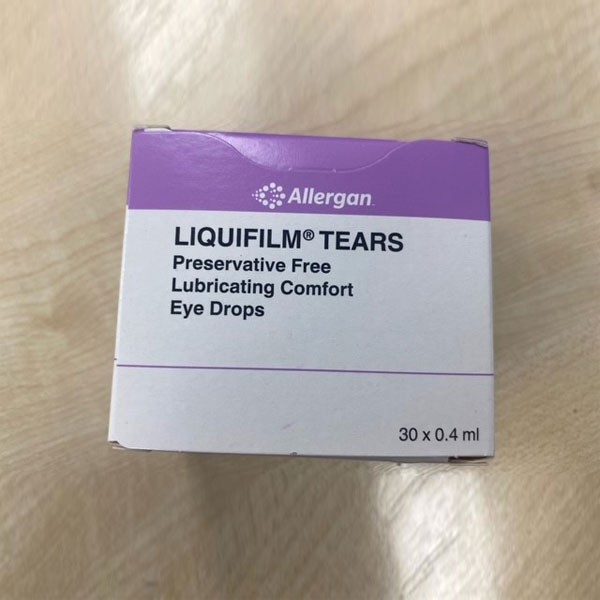 Allergan
LIQUIFILM® TEARS
Preservative Free
Lubricating Comfort
Eye Drops
30 x 0.4 ml